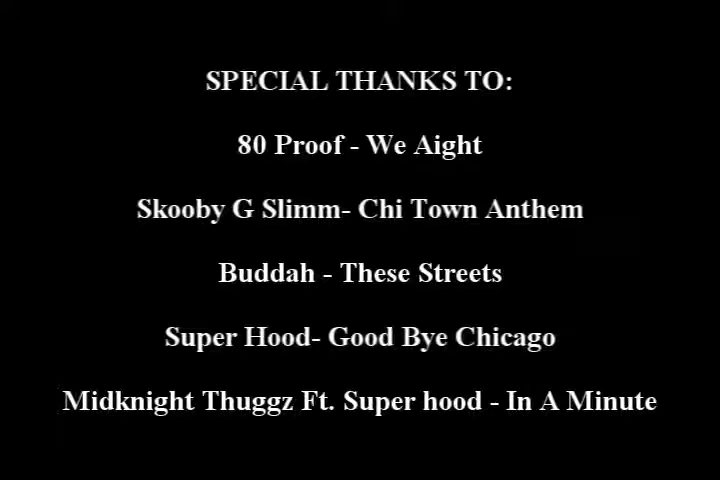 SPECIAL THANKS TO:
80 Proof - We Aight
Skooby G Slimm- Chi Town Anthem
Buddah - These Streets
Super Hood- Good Bye Chicago
Midknight Thuggz Ft. Super hood - In A Minute